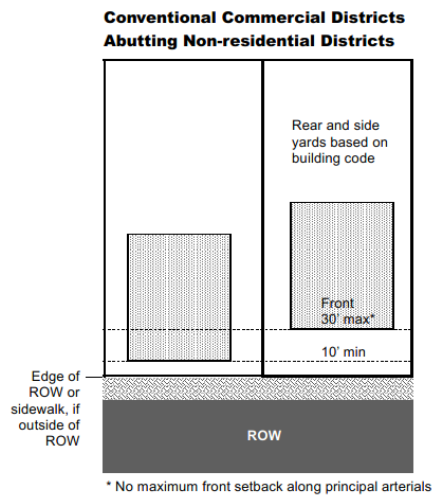 Conventional Commercial Districts
Abutting Non-residential Districts
Rear and side
yards based on
building code
Front
30' max*
10' min
Edge of
ROW or
sidewalk, if
outside of
ROW
ROW
* No maximum front setback along principal arterials